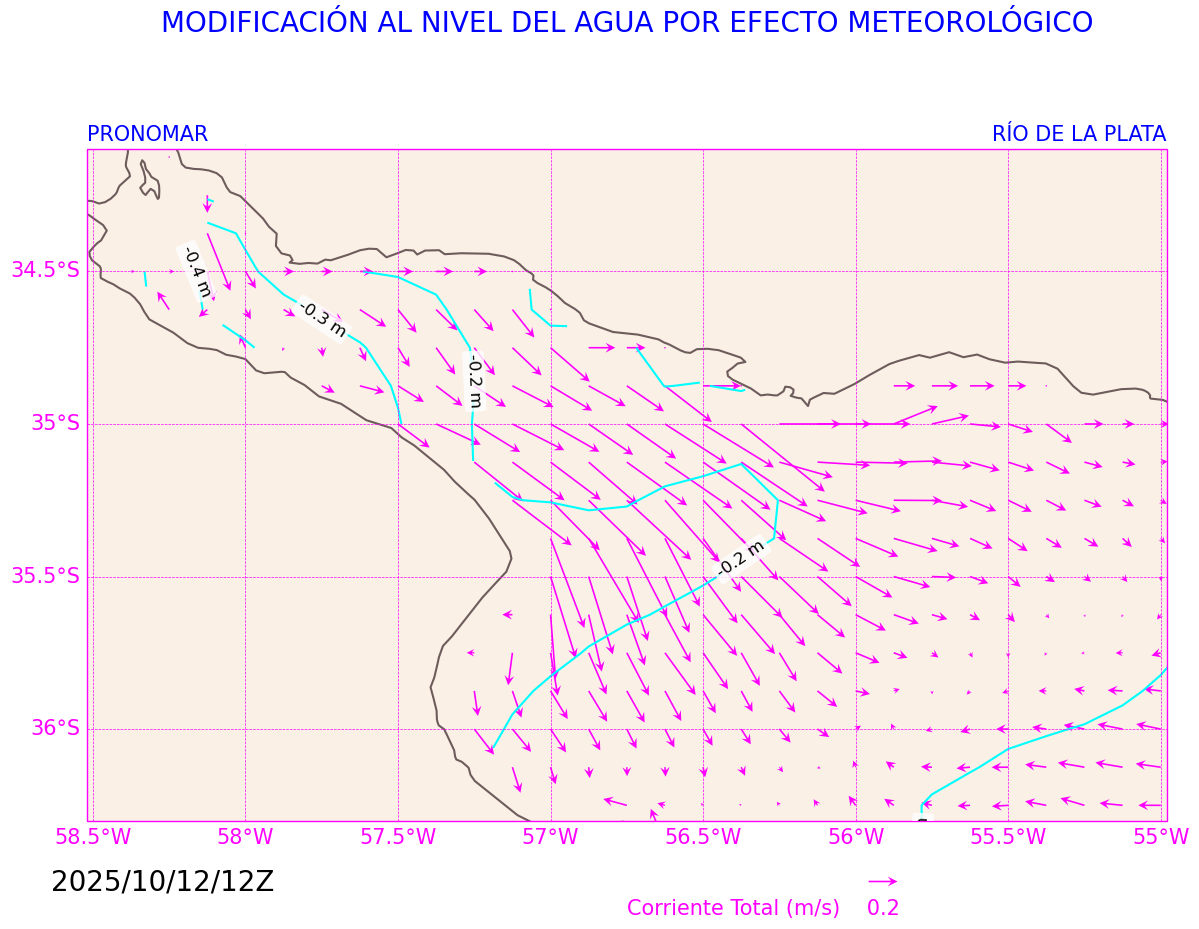 MODIFICACIÓN AL NIVEL DEL AGUA POR EFECTO METEOROLÓGICO
PRONOMAR
RÍO DE LA PLATA
34.5°S
-0.4 m
-0.3 m
-0.2 m
35°S
-0.2 m
35.5°S
36°S
58.5°W
58°W
57.5°W
57°W
56.5°W
56°W
55.5°W
55°W
2025/10/12/12Z
Corriente Total (m/s)
0.2